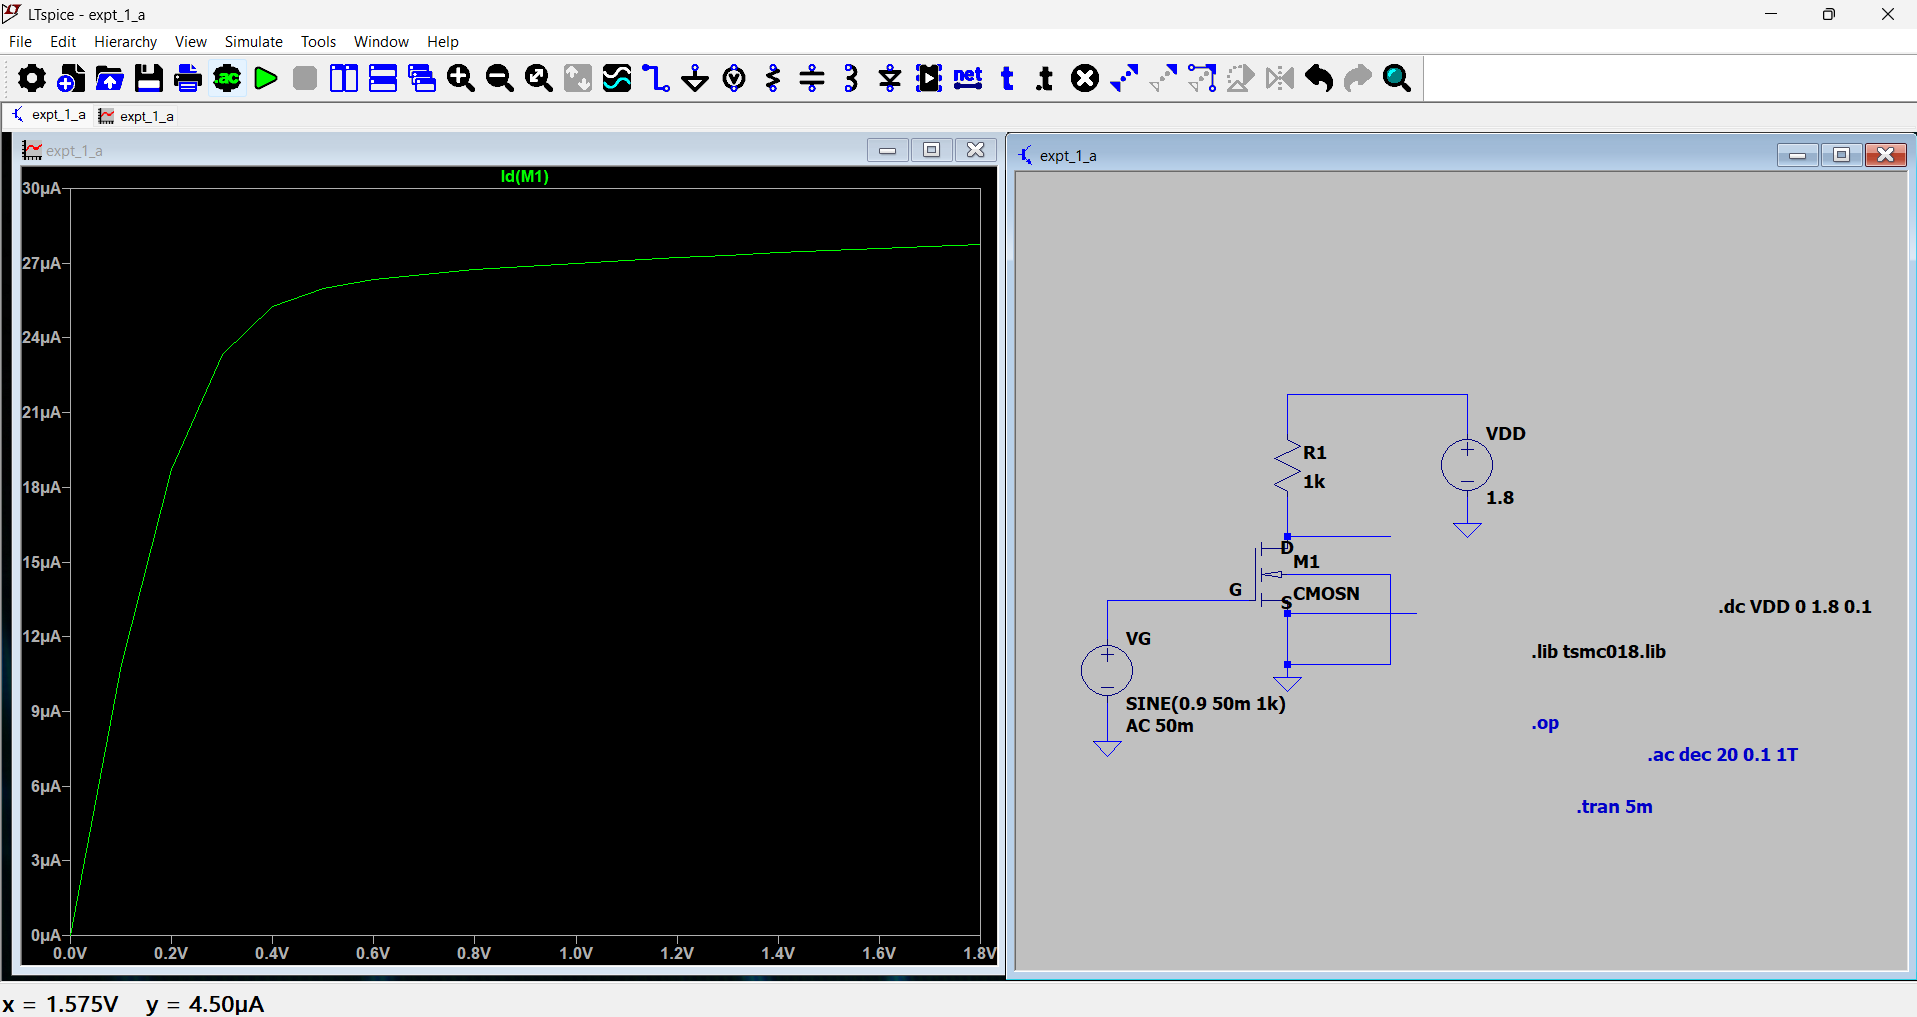 LTspice - expt_1_a
File Edit Hierarchy View Simulate Tools Window Help
.ac
net
t
.t
expt_1_a expt_1_a
expt_1_a
Id(M1)
30µA
27µA
24µA
21µA
18µA
15µA
12µA
9µA
6µA
3µA
0µA
0.0V 0.2V 0.4V 0.6V 0.8V 1.0V 1.2V 1.4V 1.6V 1.8V
expt_1_a
VDD
R1
1k
1.8
D
M1
G
CMOSN
S
.dc VDD 0 1.8 0.1
VG
.lib tsmc018.lib
SINE(0.9 50m 1k)
AC 50m
.op
.ac dec 20 0.1 1T
.tran 5m
x = 1.575V y = 4.50µA